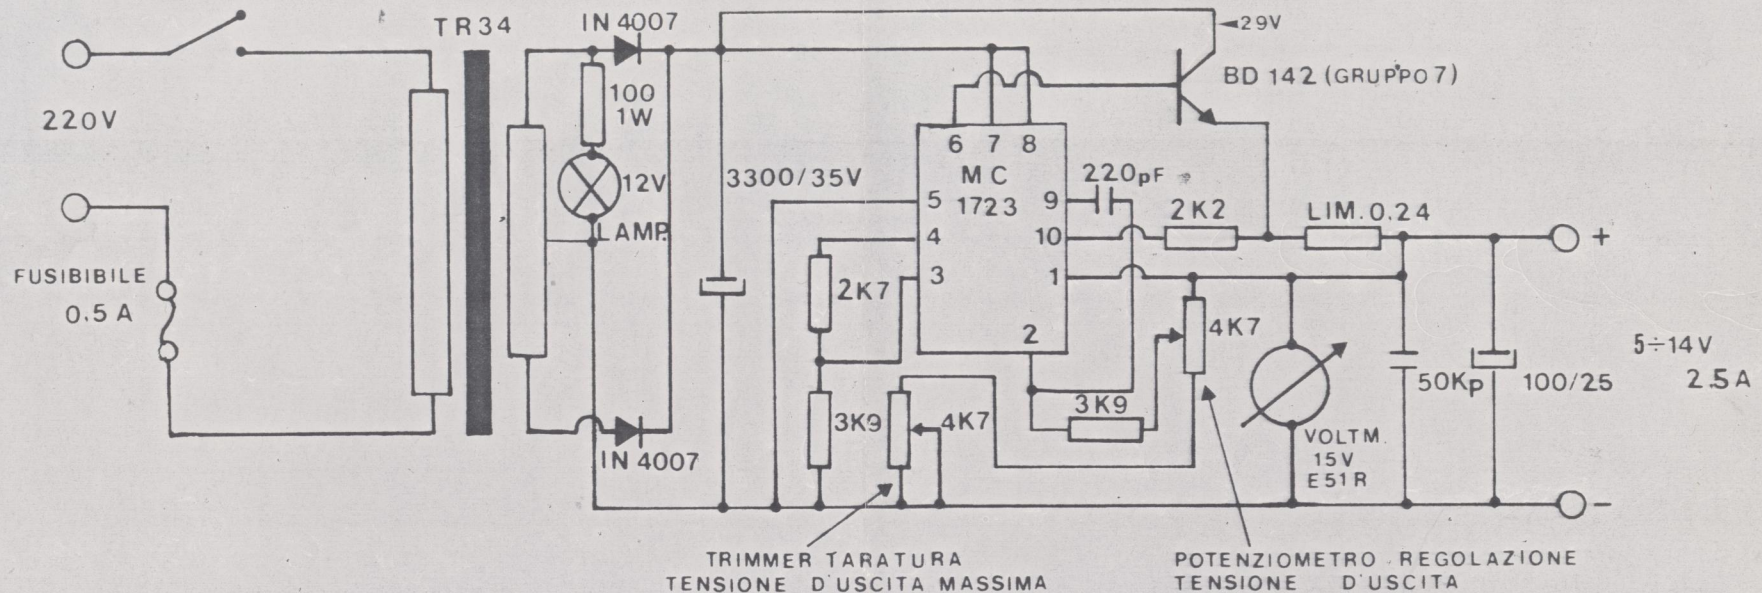 TR34
IN 4007
29V
BD 142 (GRUPPO 7)
220V
100
1W
6 7 8
MC
1723
220pF
12V
LAMP.
3300/35V
5
9
2K2
LIM. 0.24
4
10
+
3
1
FUSIBIBILE
0.5 A
2K7
2
4K7
5÷14V
2.5 A
50Kp
100/25
3K9
4K7
3K9
VOLTM.
15V
E51R
IN 4007
-
TRIMMER TARATURA
TENSIONE D'USCITA MASSIMA
POTENZIOMETRO REGOLAZIONE
TENSIONE D'USCITA